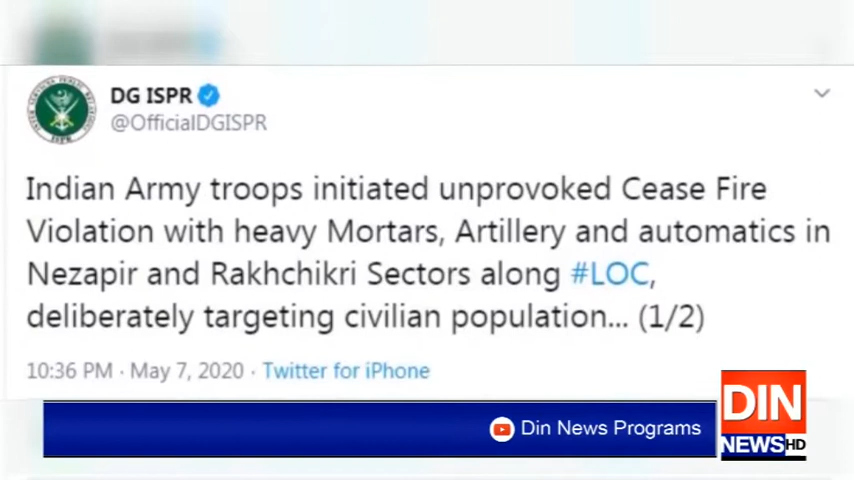 DG ISPR
@OfficialDGISPR
Indian Army troops initiated unprovoked Cease Fire
Violation with heavy Mortars, Artillery and automatics in
Nezapir and Rakhchikri Sectors along #LOC,
deliberately targeting civilian population... (1/2)
10:36 PM · May 7, 2020 · Twitter for iPhone
Din News Programs
DIN
NEWS HD